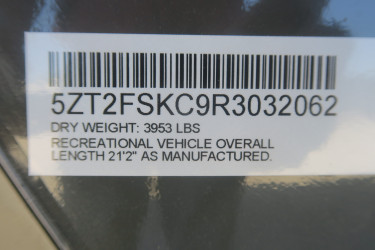 5ZT2FSKC9R3032062
DRY WEIGHT: 3953 LBS
RECREATIONAL VEHICLE OVERALL
LENGTH 21'2" AS MANUFACTURED.